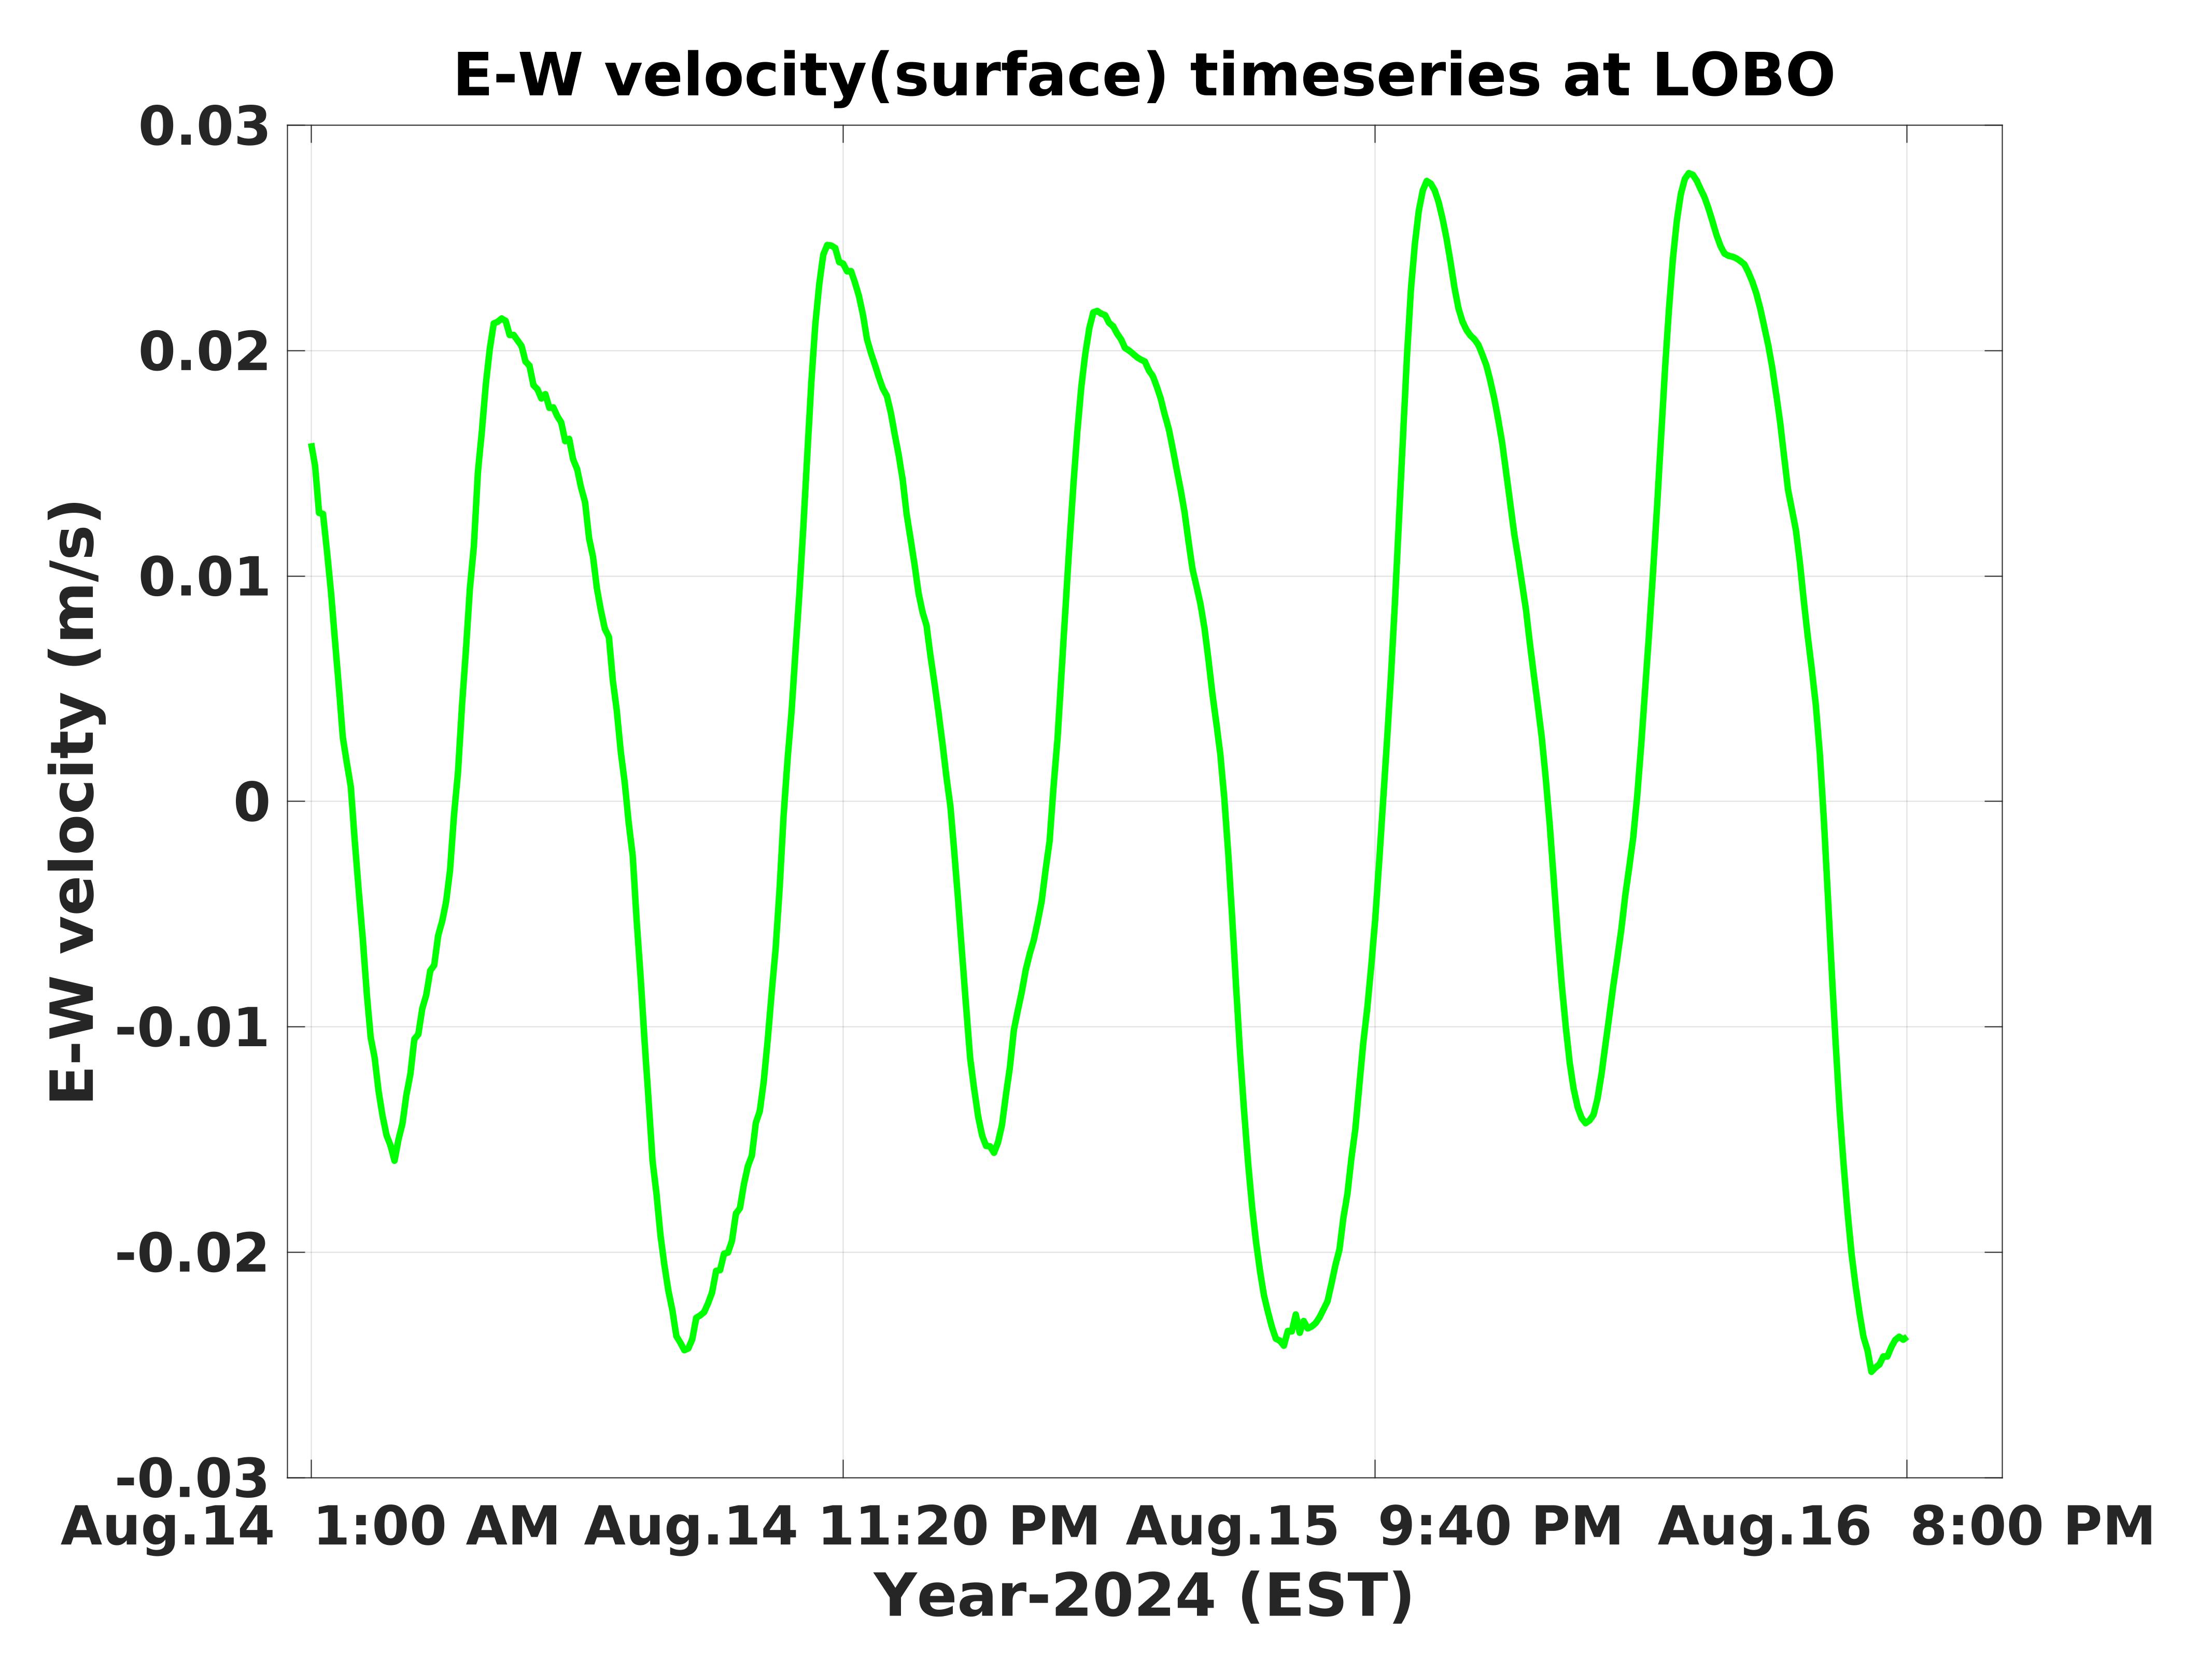 E-W velocity(surface) timeseries at LOBO
0.03
0.02
0.01
0
-0.01
-0.02
-0.03
E-W velocity (m/s)
Aug.14 1:00 AM Aug.14 11:20 PM Aug.15 9:40 PM Aug.16 8:00 PM
Year-2024 (EST)